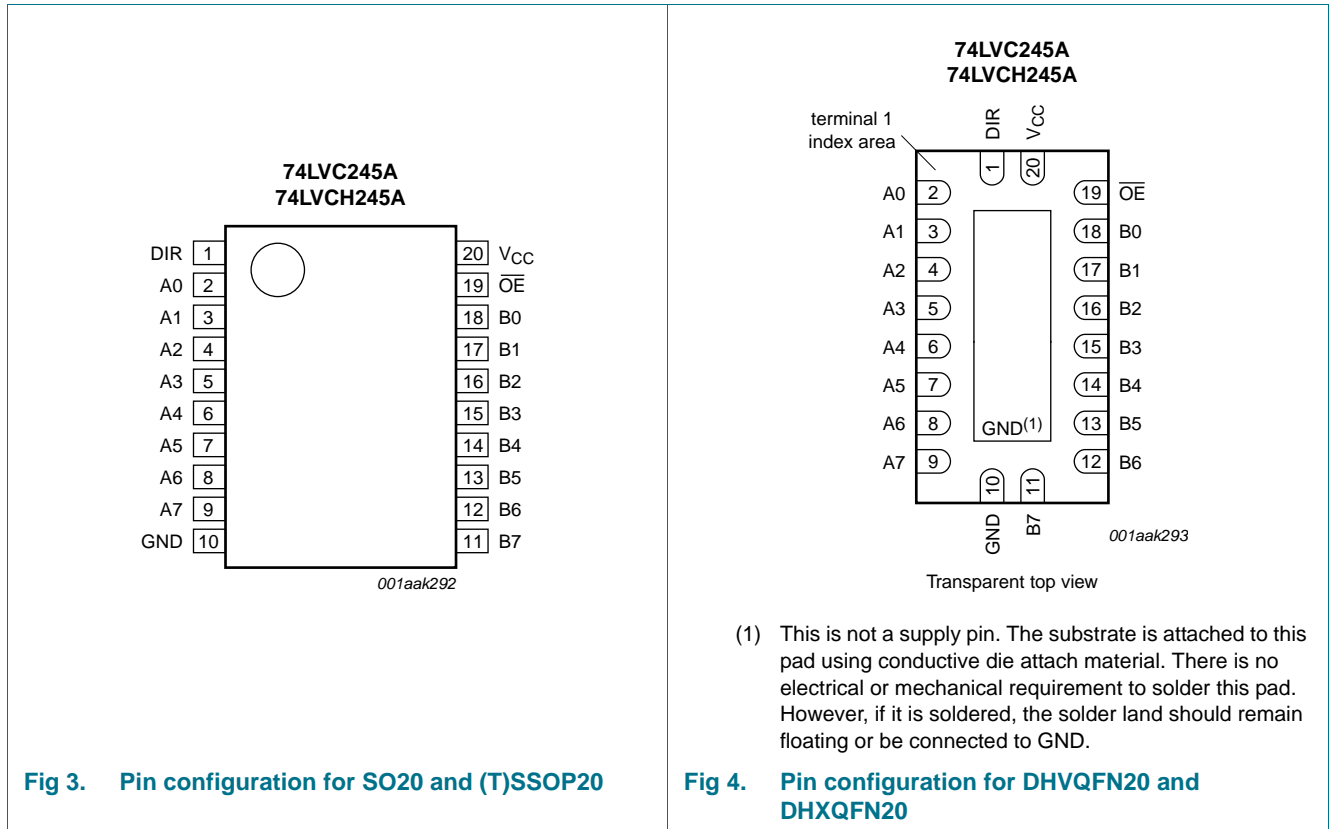 74LVC245A
74LVCH245A
DIR 1
A0 2
A1 3
A2 4
A3 5
A4 6
A5 7
A6 8
A7 9
GND 10
20 VCC
19 OE
18 B0
17 B1
16 B2
15 B3
14 B4
13 B5
12 B6
11 B7
001aak292
Fig 3. Pin configuration for SO20 and (T)SSOP20
74LVC245A
74LVCH245A
terminal 1
index area
DIR
VCC
1
20
A0 2
A1 3
A2 4
A3 5
A4 6
A5 7
A6 8
A7 9
19 OE
18 B0
17 B1
16 B2
15 B3
14 B4
13 B5
12 B6
GND(1)
10
11
GND
B7
001aak293
Transparent top view
(1) This is not a supply pin. The substrate is attached to this
pad using conductive die attach material. There is no
electrical or mechanical requirement to solder this pad.
However, if it is soldered, the solder land should remain
floating or be connected to GND.
Fig 4. Pin configuration for DHVQFN20 and
DHXQFN20